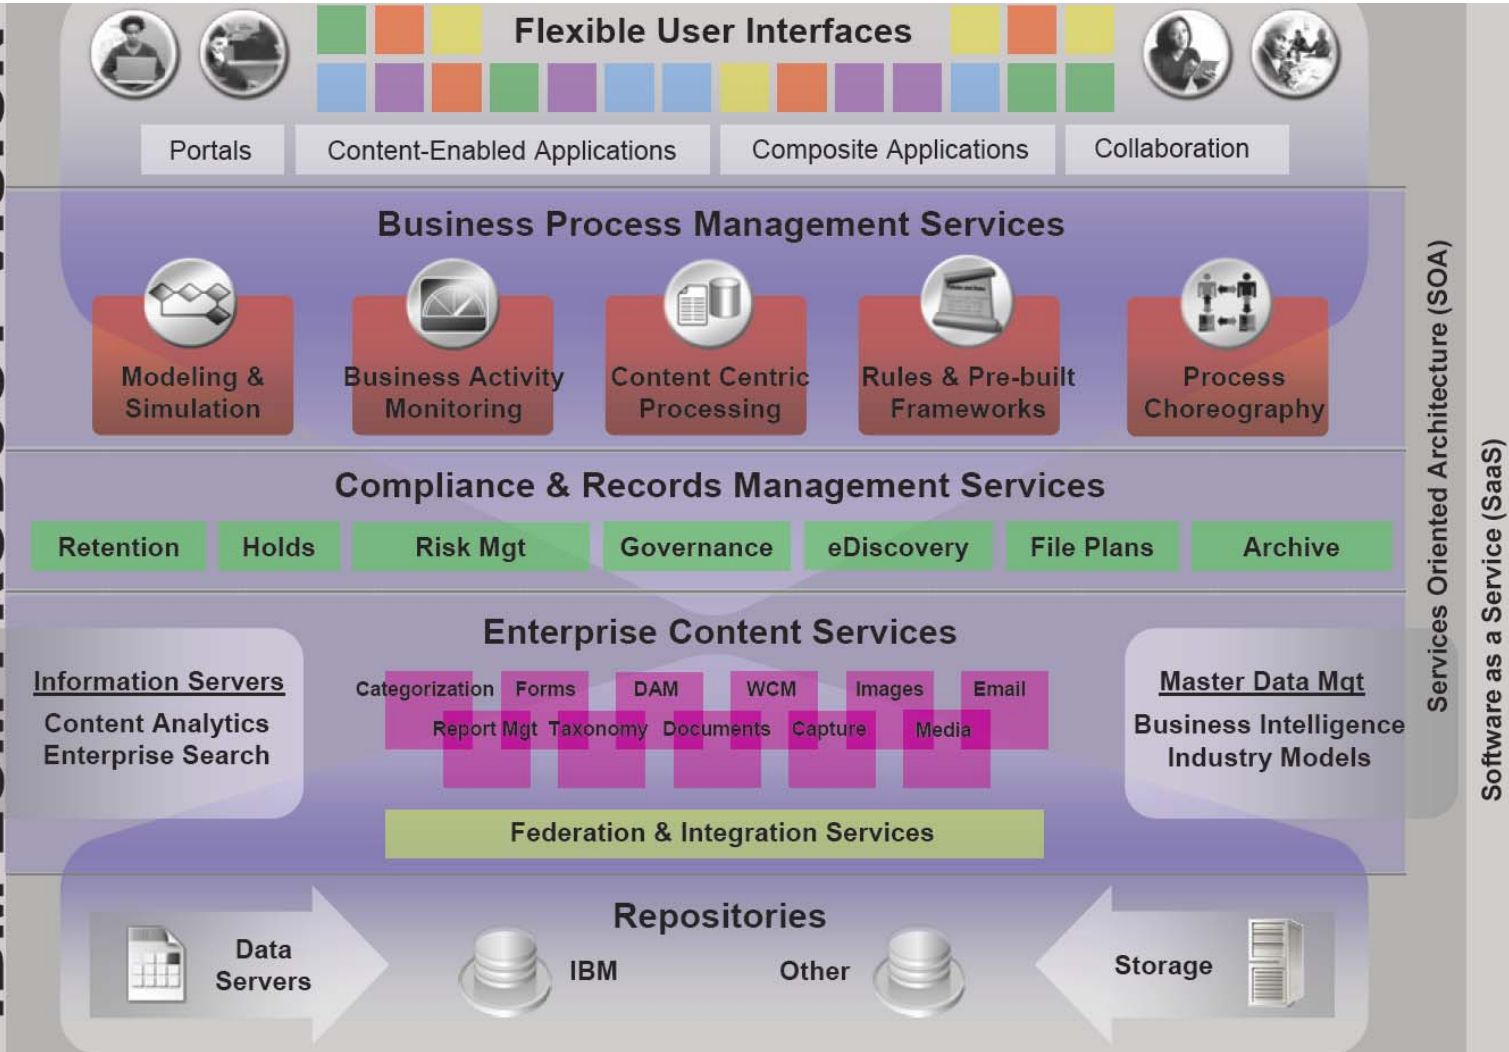 Flexible User Interfaces
Portals
Content-Enabled Applications
Composite Applications
Collaboration
Business Process Management Services
Modeling &
Simulation
Business Activity
Monitoring
Content Centric
Processing
Rules & Pre-built
Frameworks
Process
Choreography
Compliance & Records Management Services
Retention
Holds
Risk Mgt
Governance
eDiscovery
File Plans
Archive
Enterprise Content Services
Information Servers
Content Analytics
Enterprise Search
Categorization
Forms
DAM
WCM
Images
Email
Report Mgt
Taxonomy
Documents
Capture
Media
Master Data Mgt
Business Intelligence
Industry Models
Federation & Integration Services
Repositories
Data
Servers
IBM
Other
Storage
Services Oriented Architecture (SOA)
Software as a Service (SaaS)